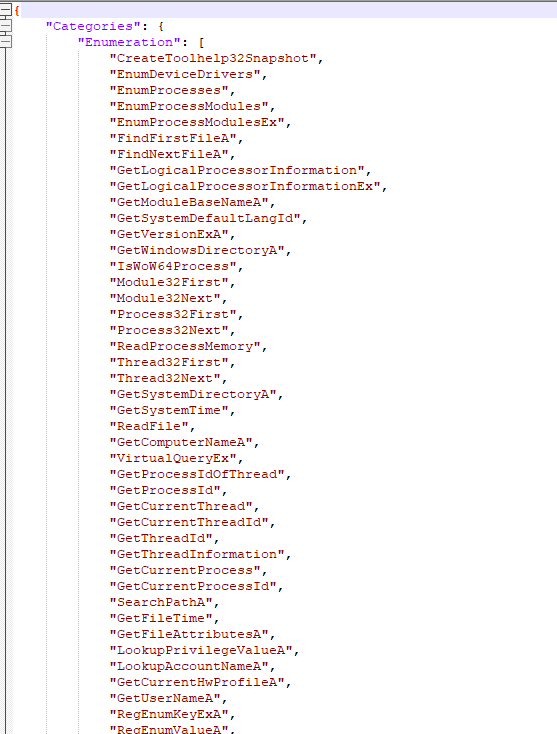 {
"Categories": {
"Enumeration": [
"CreateToolhelp32Snapshot",
"EnumDeviceDrivers",
"EnumProcesses",
"EnumProcessModules",
"EnumProcessModulesEx",
"FindFirstFileA",
"FindNextFileA",
"GetLogicalProcessorInformation",
"GetLogicalProcessorInformationEx",
"GetModuleBaseNameA",
"GetSystemDefaultLangId",
"GetVersionExA",
"GetWindowsDirectoryA",
"IsWoW64Process",
"Module32First",
"Module32Next",
"Process32First",
"Process32Next",
"ReadProcessMemory",
"Thread32First",
"Thread32Next",
"GetSystemDirectoryA",
"GetSystemTime",
"ReadFile",
"GetComputerNameA",
"VirtualQueryEx",
"GetProcessIdOfThread",
"GetProcessId",
"GetCurrentThread",
"GetCurrentThreadId",
"GetThreadId",
"GetThreadInformation",
"GetCurrentProcess",
"GetCurrentProcessId",
"SearchPathA",
"GetFileTime",
"GetFileAttributesA",
"LookupPrivilegeValueA",
"LookupAccountNameA",
"GetCurrentHwProfileA",
"GetUserNameA",
"RegEnumKeyExA",
"RegEnumValueA",